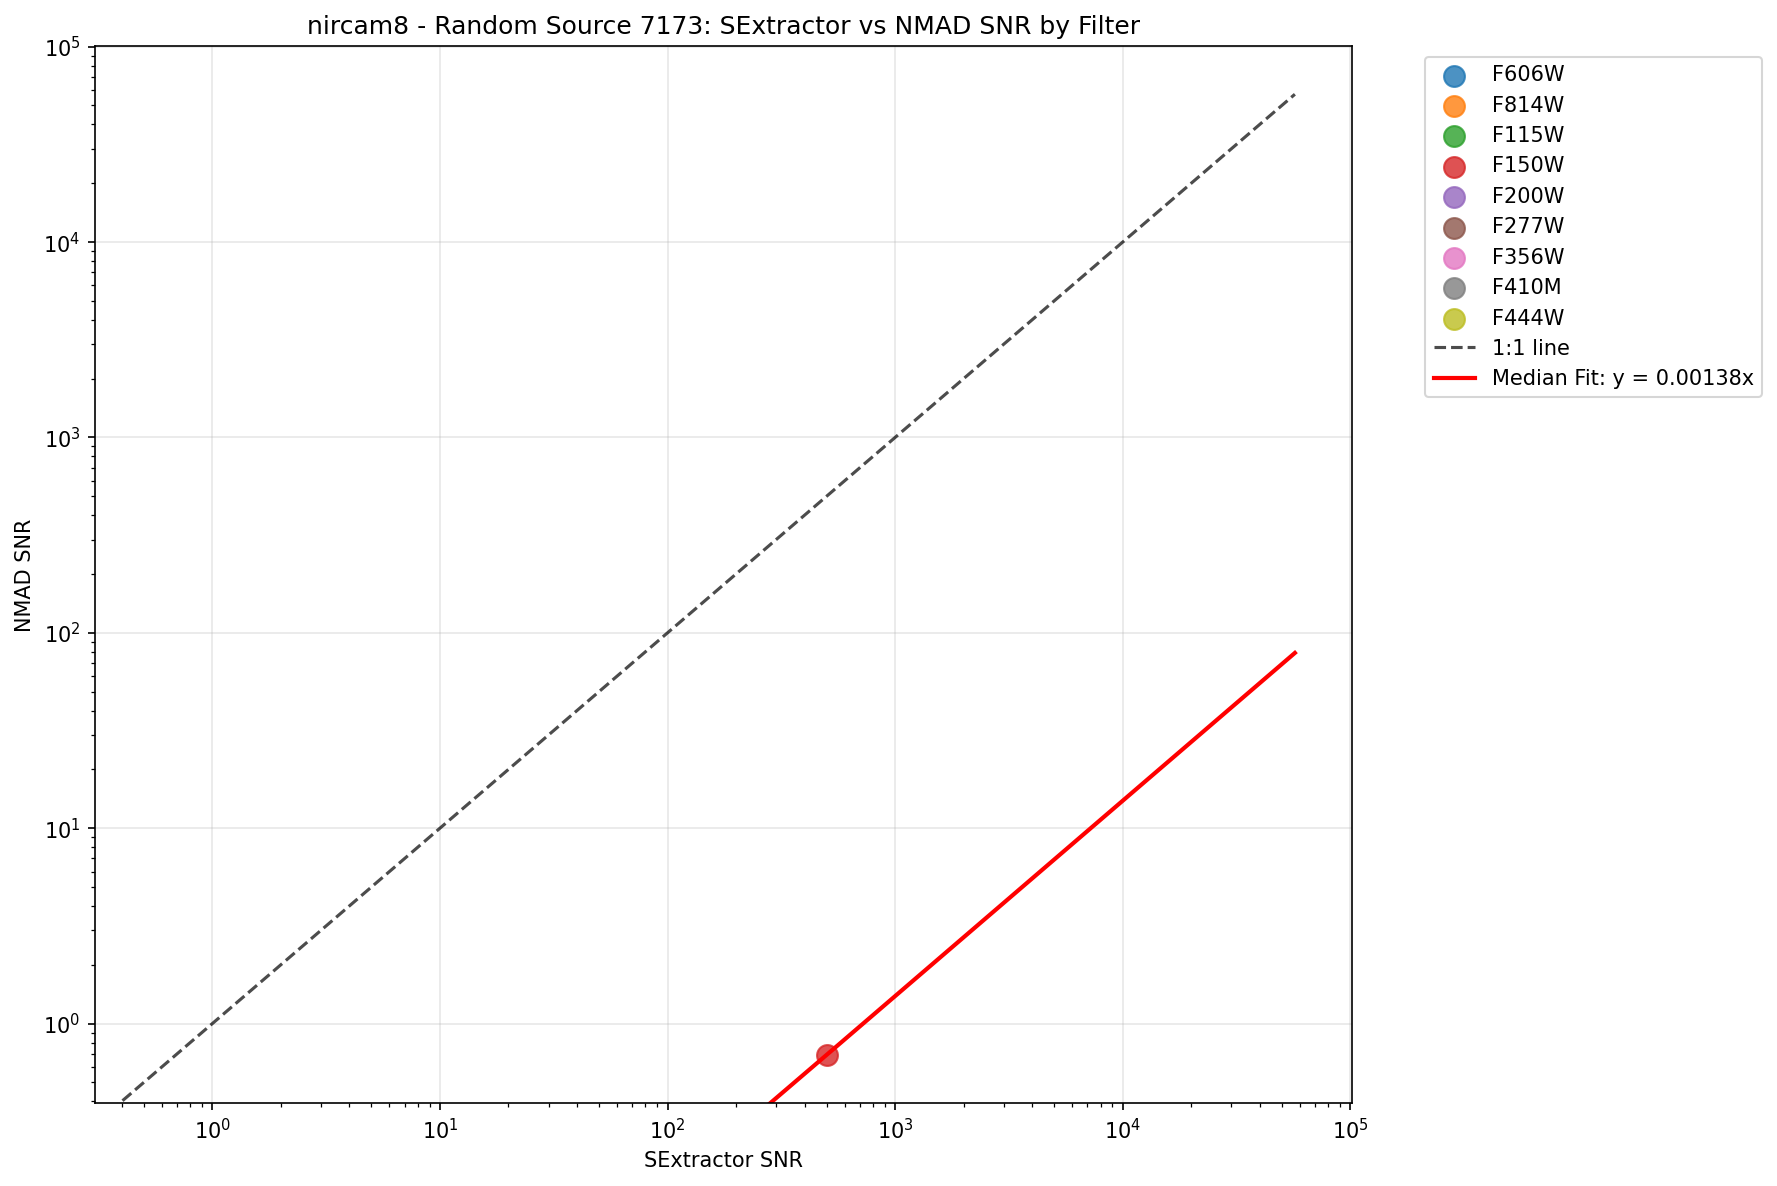 nircam8 - Random Source 7173: SExtractor vs NMAD SNR by Filter
10^5
10^4
10^3
10^2
10^1
10^0
NMAD SNR
10^0
10^1
10^2
10^3
10^4
10^5
SExtractor SNR
F606W
F814W
F115W
F150W
F200W
F277W
F356W
F410M
F444W
1:1 line
Median Fit: y = 0.00138x